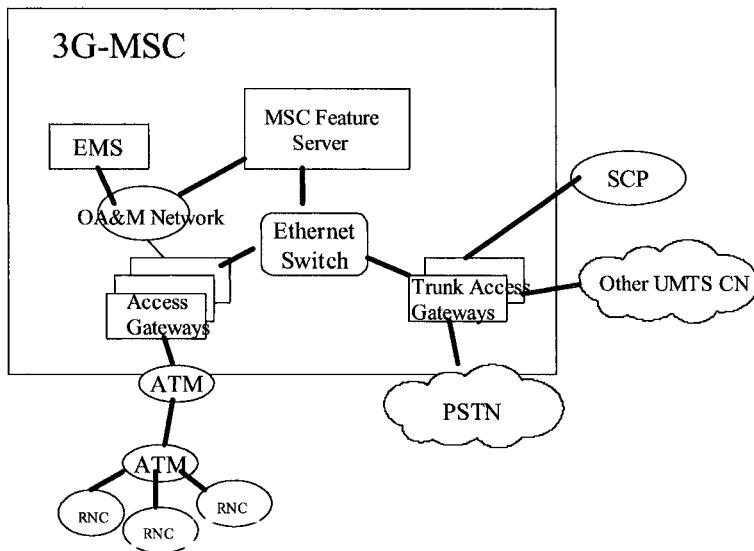 3G-MSC
MSC Feature
Server
EMS
SCP
OA&M Network
Ethernet
Switch
Access
Gateways
Trunk Access
Gateways
Other UMTS CN
ATM
PSTN
ATM
RNC
RNC
RNC